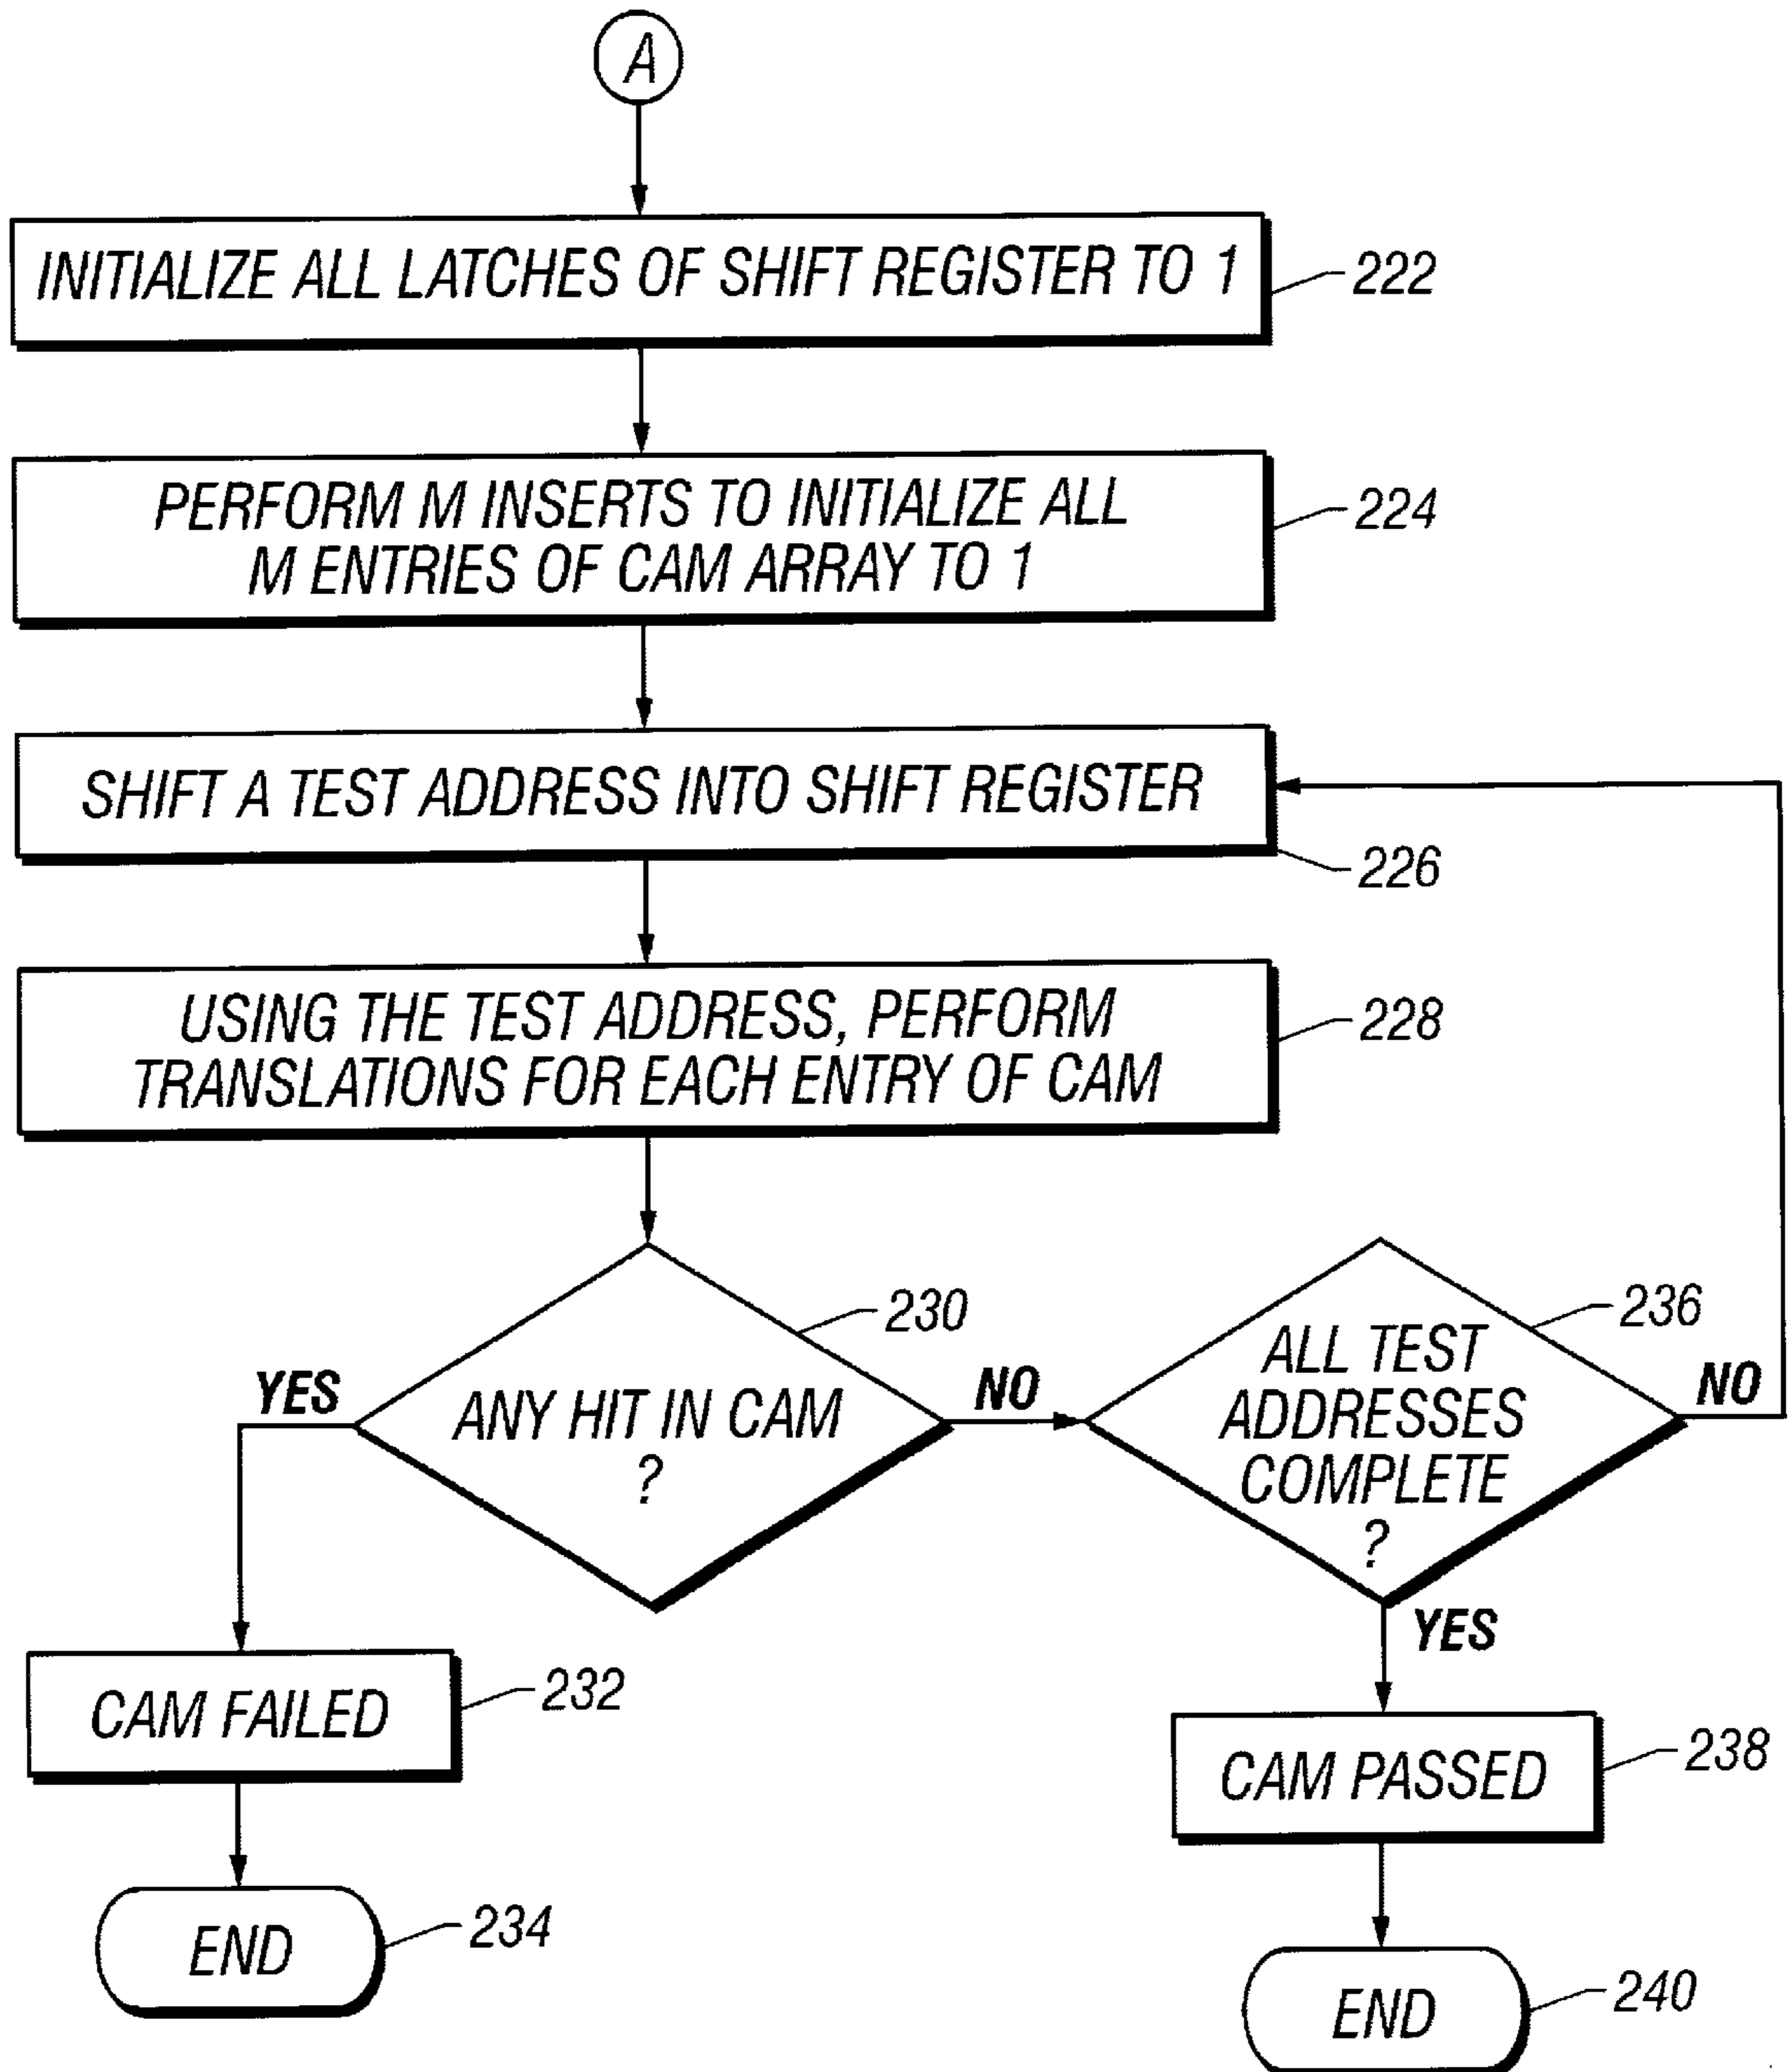 A
INITIALIZE ALL LATCHES OF SHIFT REGISTER TO 1
222
PERFORM M INSERTS TO INITIALIZE ALL
M ENTRIES OF CAM ARRAY TO 1
224
SHIFT A TEST ADDRESS INTO SHIFT REGISTER
226
USING THE TEST ADDRESS, PERFORM
TRANSLATIONS FOR EACH ENTRY OF CAM
228
230
YES
ANY HIT IN CAM
?
NO
236
ALL TEST
ADDRESSES
COMPLETE
?
NO
YES
CAM FAILED
232
CAM PASSED
238
END
234
END
240